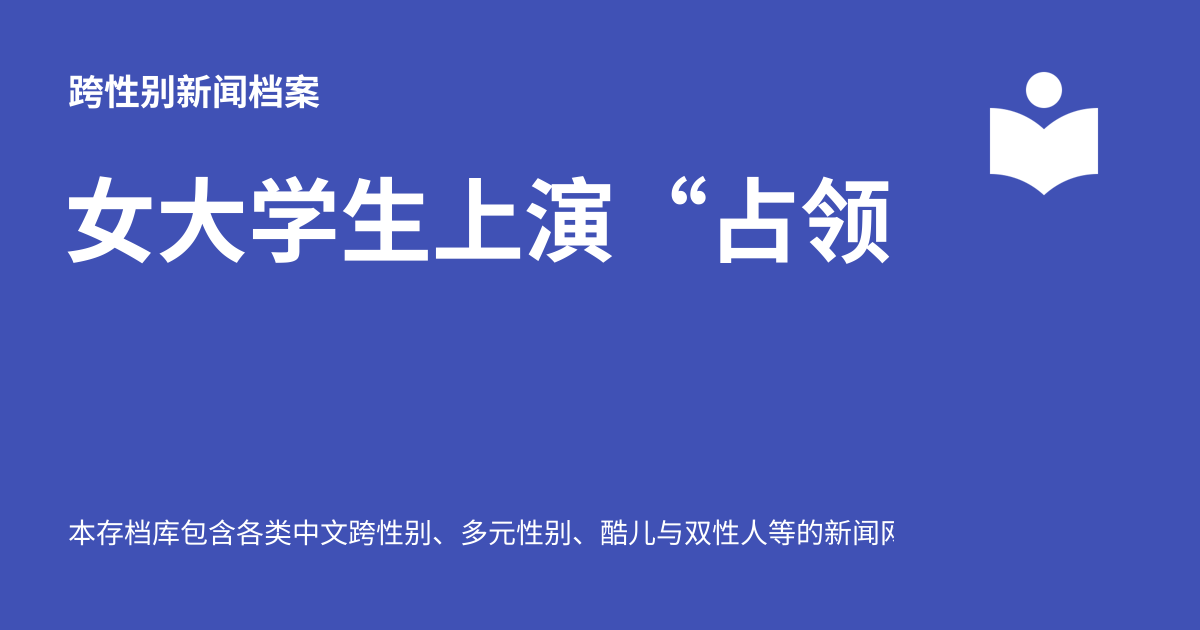 跨性别新闻档案
女大学生上演“占领
本存档库包含各类中文跨性别、多元性别、酷儿与双性人等的新闻网